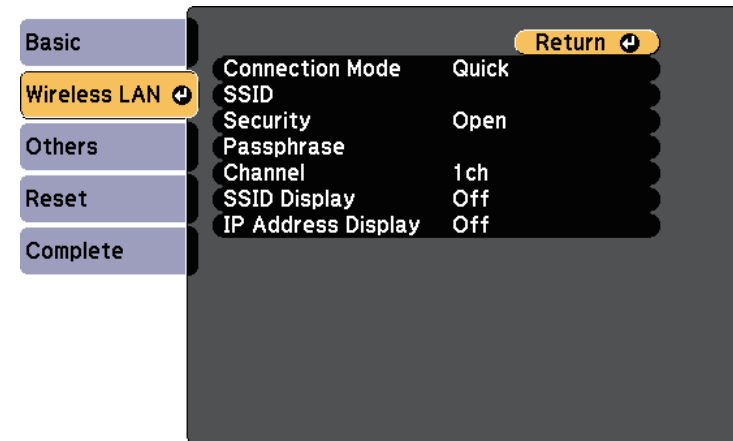 Basic
Wireless LAN
Others
Reset
Complete
Return
Connection Mode Quick
SSID
Security Open
Passphrase
Channel 1ch
SSID Display Off
IP Address Display Off